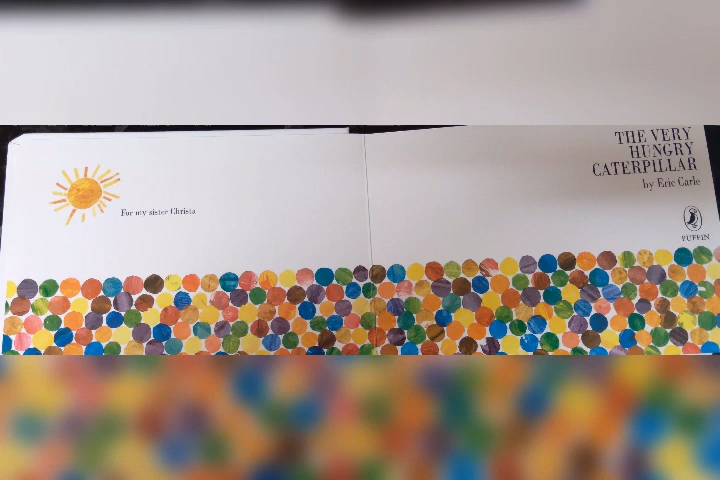 For my sister Christa
THE VERY
HUNGRY
CATERPILLAR
by Eric Carle
PUFFIN